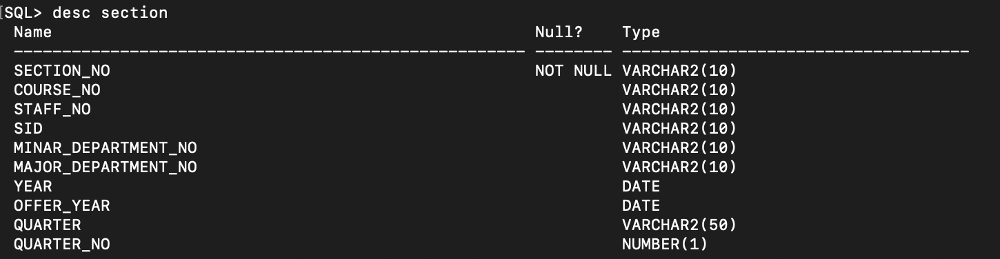 [SQL> desc section
Name Null? Type
----------------------------------------------------- -------- ------------------------------------
SECTION_NO NOT NULL VARCHAR2(10)
COURSE_NO VARCHAR2(10)
STAFF_NO VARCHAR2(10)
SID VARCHAR2(10)
MINAR_DEPARTMENT_NO VARCHAR2(10)
MAJOR_DEPARTMENT_NO VARCHAR2(10)
YEAR DATE
OFFER_YEAR DATE
QUARTER VARCHAR2(50)
QUARTER_NO NUMBER(1)